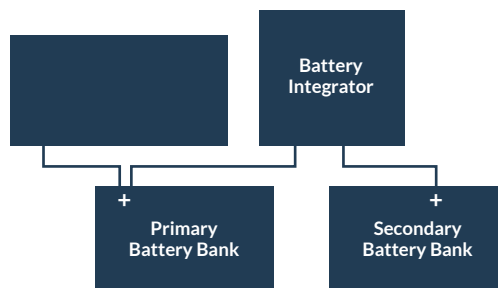 Battery
Integrator
+
Primary
Battery Bank
+
Secondary
Battery Bank